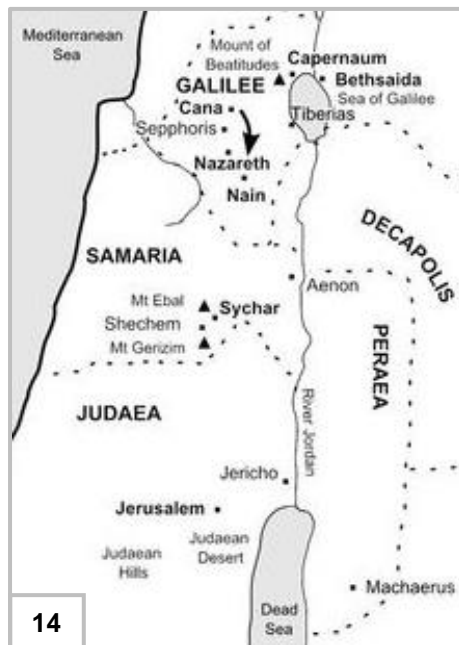 Mediterranean
Sea
Mount of
Beatitudes
Capernaum
Bethsaida
GALILEE
Sea of Galilee
Cana
Tiberias
Sepphoris
Nazareth
Nain
DECAPOLIS
SAMARIA
Aenon
Mt Ebal
Sychar
Shechem
Mt Gerizim
PERAEA
JUDAEA
River Jordan
Jericho
Jerusalem
Judaean
Desert
Judaean
Hills
Machaerus
Dead
Sea
14